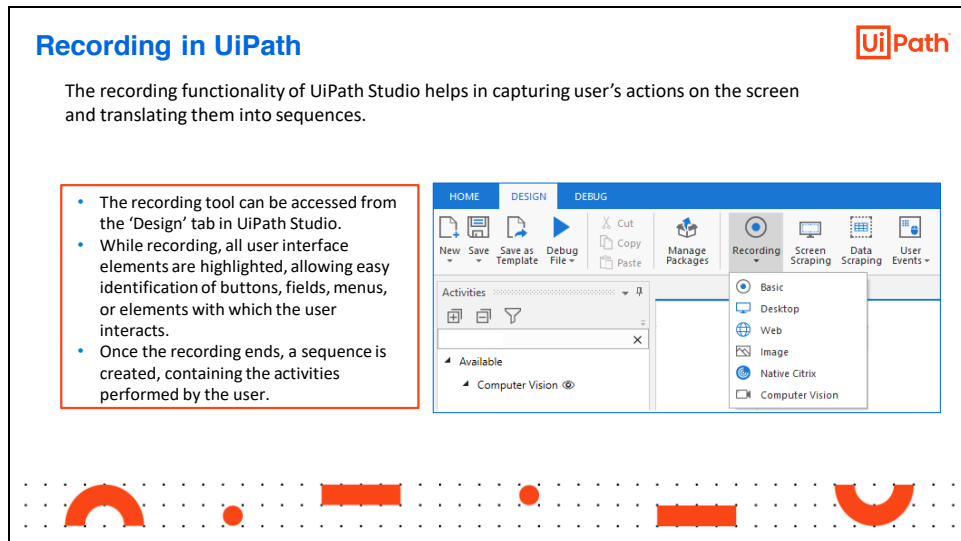 Recording in UiPath
UiPath
The recording functionality of UiPath Studio helps in capturing user's actions on the screen
and translating them into sequences.
• The recording tool can be accessed from
the ‘Design’ tab in UiPath Studio.
• While recording, all user interface
elements are highlighted, allowing easy
identification of buttons, fields, menus,
or elements with which the user
interacts.
• Once the recording ends, a sequence is
created, containing the activities
performed by the user.
HOME DESIGN DEBUG
New Save Save as Template Debug File
Cut
Copy
Paste
Manage Packages
Recording
Screen Scraping
Data Scraping
User Events
Activities
Available
Computer Vision
Basic
Desktop
Web
Image
Native Citrix
Computer Vision